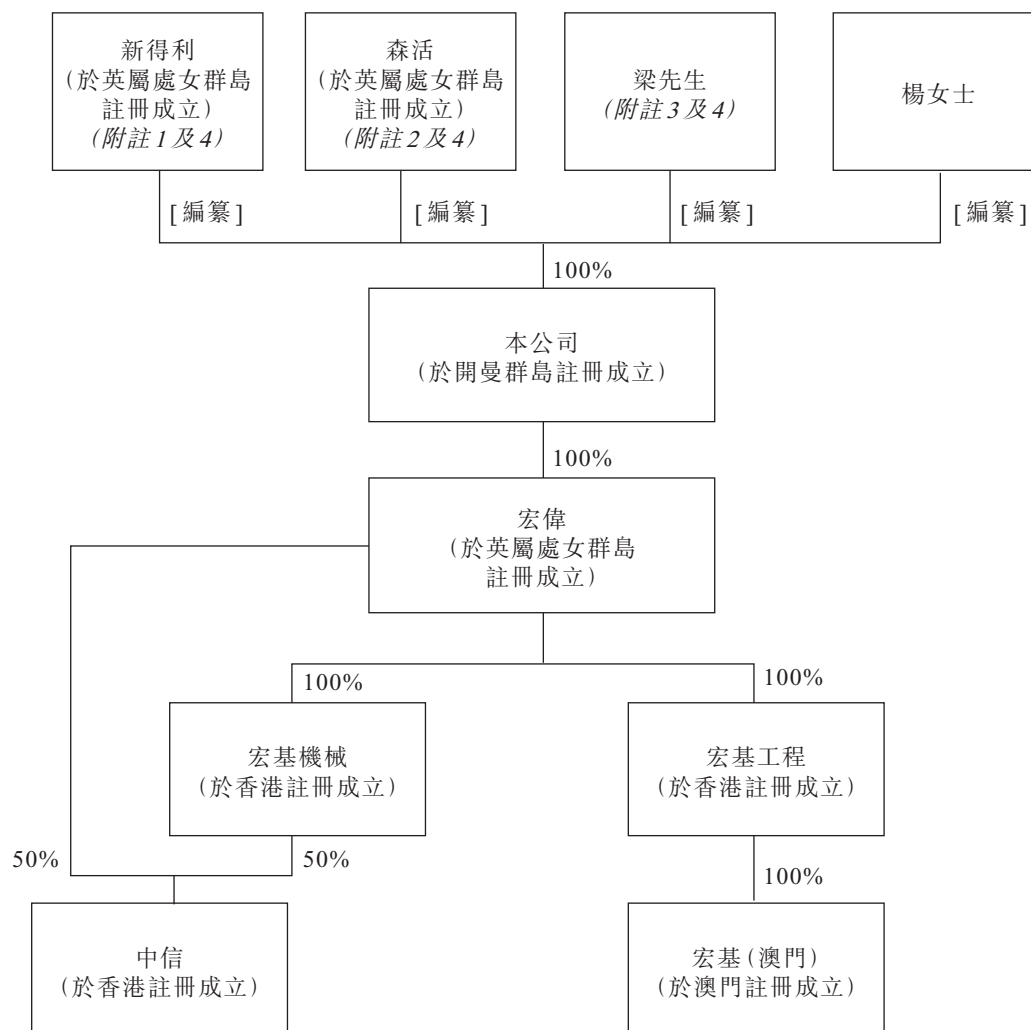 新得利
(於英屬處女群島
註冊成立)
(附註1及4)
森活
(於英屬處女群島
註冊成立)
(附註2及4)
梁先生
(附註3及4)
楊女士
[編纂]
[編纂]
[編纂]
[編纂]
100%
本公司
(於開曼群島註冊成立)
100%
宏偉
(於英屬處女群島
註冊成立)
100%
100%
宏基機械
(於香港註冊成立)
宏基工程
(於香港註冊成立)
50%
50%
100%
中信
(於香港註冊成立)
宏基(澳門)
(於澳門註冊成立)